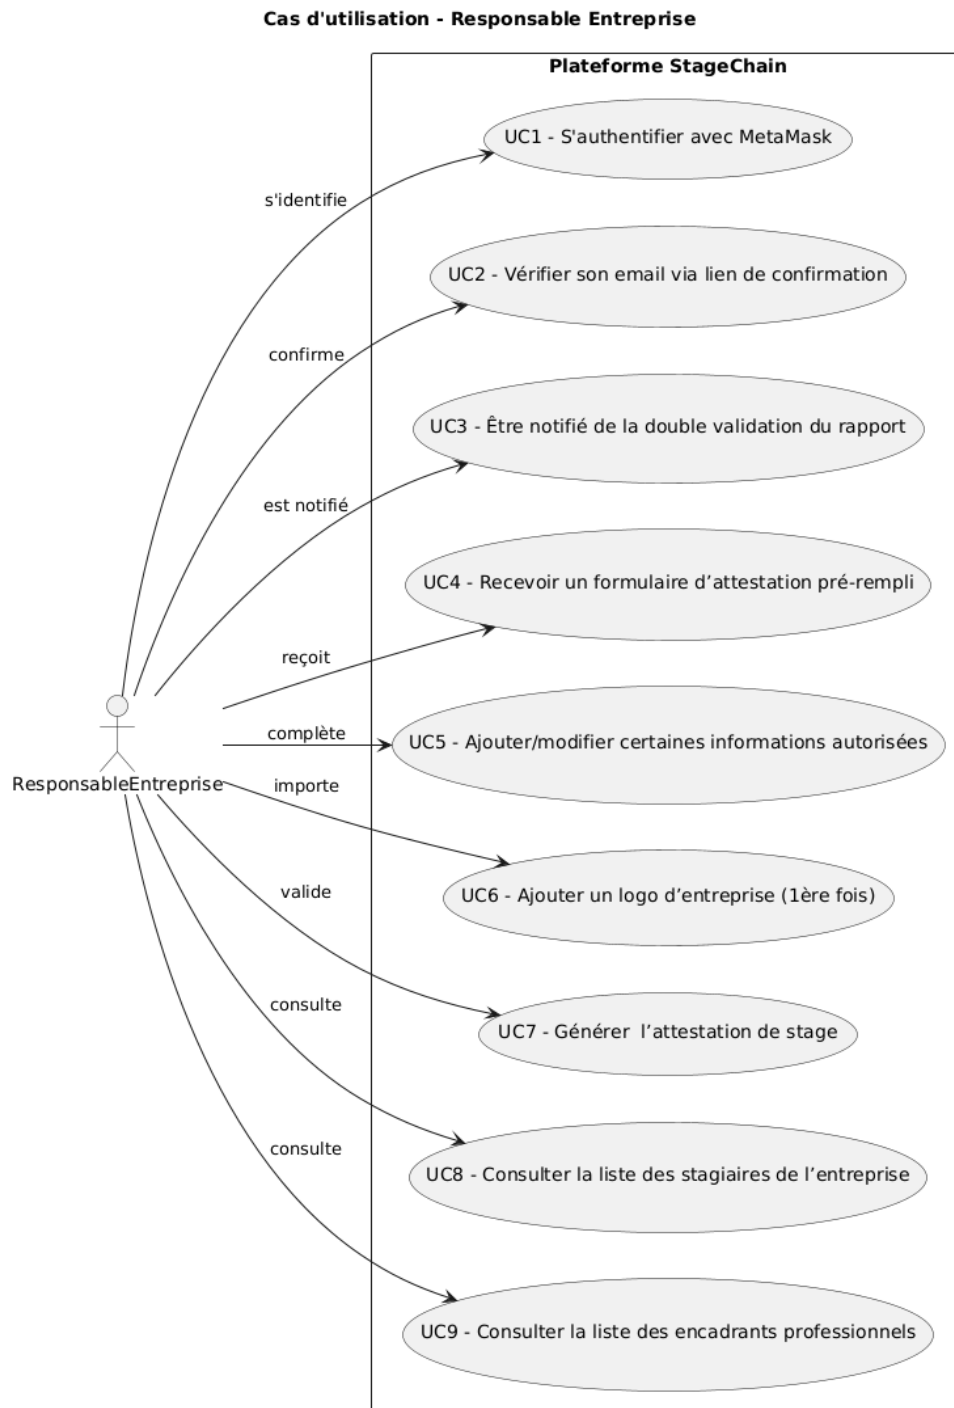 Cas d'utilisation - Responsable Entreprise
Plateforme StageChain
UC1 - S'authentifier avec MetaMask
s'identifie
UC2 - Vérifier son email via lien de confirmation
confirme
UC3 - Être notifié de la double validation du rapport
est notifié
UC4 - Recevoir un formulaire d’attestation pré-rempli
reçoit
complète
UC5 - Ajouter/modifier certaines informations autorisées
ResponsableEntreprise
importe
UC6 - Ajouter un logo d’entreprise (1ère fois)
valide
UC7 - Générer  l’attestation de stage
consulte
UC8 - Consulter la liste des stagiaires de l’entreprise
consulte
UC9 - Consulter la liste des encadrants professionnels